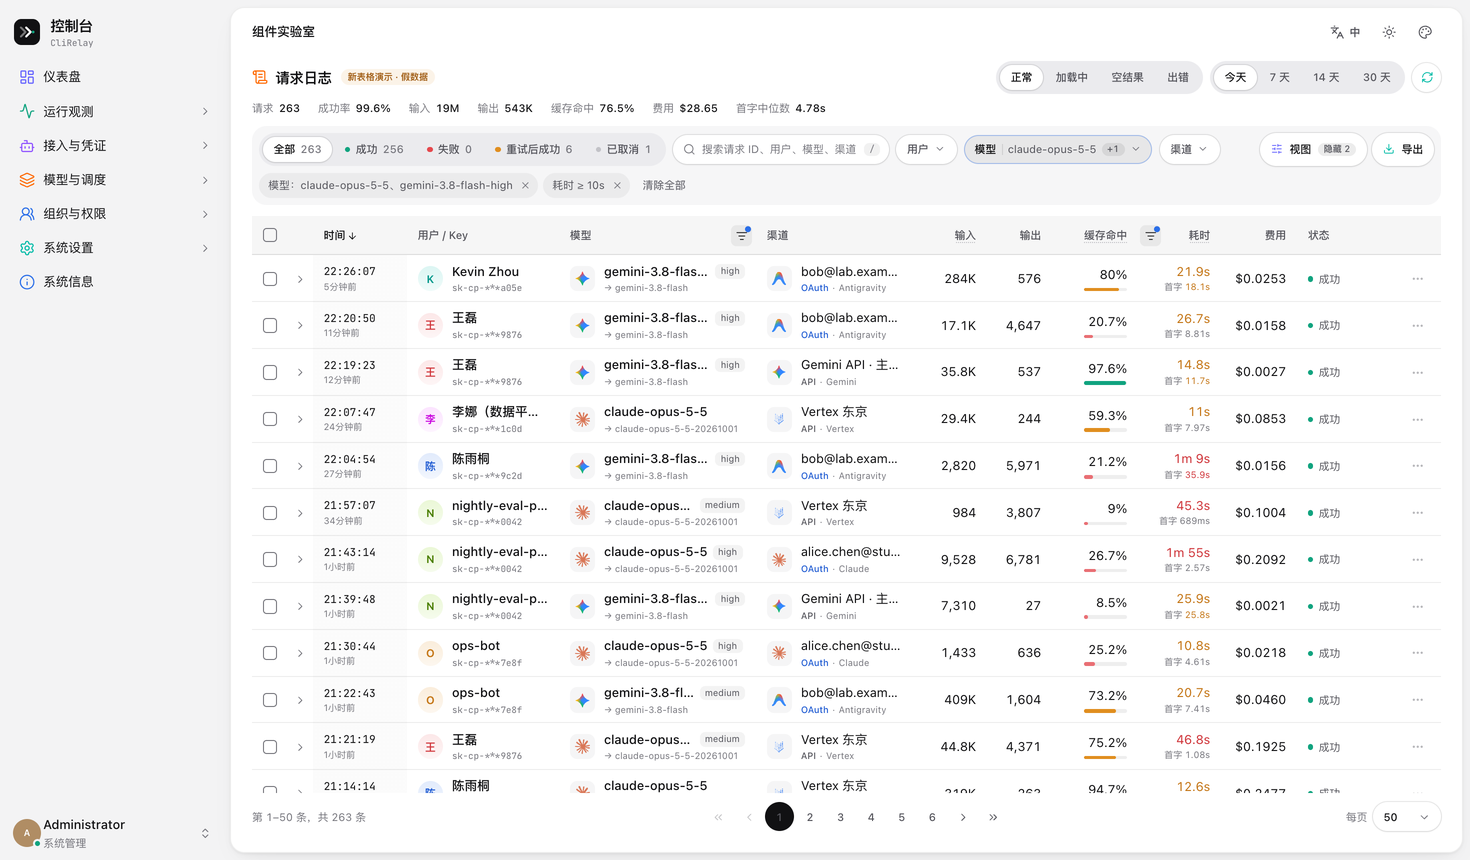 控制台
CliRelay
仪表盘
运行观测
接入与凭证
模型与调度
组织与权限
系统设置
系统信息
A
Administrator
系统管理
组件实验室
中
请求日志 新表格演示 · 假数据
正常 加载中 空结果 出错 今天 7 天 14 天 30 天
请求 263 成功率 99.6% 输入 19M 输出 543K 缓存命中 76.5% 费用 $28.65 首字中位数 4.78s
全部 263 成功 256 失败 0 重试后成功 6 已取消 1 搜索请求 ID、用户、模型、渠道 / 用户 模型 claude-opus-5-5 +1 渠道 视图 隐藏 2 导出
模型: claude-opus-5-5、gemini-3.8-flash-high × 耗时 ≥ 10s × 清除全部
时间 ↓ 用户 / Key 模型 渠道 输入 输出 缓存命中 耗时 费用 状态
22:26:07 K Kevin Zhou gemini-3.8-flas... high bob@lab.exam... 284K 576 80% 21.9s $0.0253 成功
5分钟前 sk-cp-***a05e → gemini-3.8-flash OAuth · Antigravity 首字 18.1s
22:20:50 王 王磊 gemini-3.8-flas... high bob@lab.exam... 17.1K 4,647 20.7% 26.7s $0.0158 成功
11分钟前 sk-cp-***9876 → gemini-3.8-flash OAuth · Antigravity 首字 8.81s
22:19:23 王 王磊 gemini-3.8-flas... high Gemini API · 主... 35.8K 537 97.6% 14.8s $0.0027 成功
12分钟前 sk-cp-***9876 → gemini-3.8-flash API · Gemini 首字 11.7s
22:07:47 李 李娜（数据平... claude-opus-5-5 Vertex 东京 29.4K 244 59.3% 11s $0.0853 成功
24分钟前 sk-cp-***1c0d → claude-opus-5-5-20261001 API · Vertex 首字 7.97s
22:04:54 陈 陈雨桐 gemini-3.8-flas... high bob@lab.exam... 2,820 5,971 21.2% 1m 9s $0.0156 成功
27分钟前 sk-cp-***9c2d → gemini-3.8-flash OAuth · Antigravity 首字 35.9s
21:57:07 N nightly-eval-p... claude-opus... medium Vertex 东京 984 3,807 9% 45.3s $0.1004 成功
34分钟前 sk-cp-***0042 → claude-opus-5-5-20261001 API · Vertex 首字 689ms
21:43:14 N nightly-eval-p... claude-opus-5-5 high alice.chen@stu... 9,528 6,781 26.7% 1m 55s $0.2092 成功
1小时前 sk-cp-***0042 → claude-opus-5-5-20261001 OAuth · Claude 首字 2.57s
21:39:48 N nightly-eval-p... gemini-3.8-flas... high Gemini API · 主... 7,310 27 8.5% 25.9s $0.0021 成功
1小时前 sk-cp-***0042 → gemini-3.8-flash API · Gemini 首字 25.8s
21:30:44 O ops-bot claude-opus-5-5 high alice.chen@stu... 1,433 636 25.2% 10.8s $0.0218 成功
1小时前 sk-cp-***7e8f → claude-opus-5-5-20261001 OAuth · Claude 首字 4.61s
21:22:43 O ops-bot gemini-3.8-fl... medium bob@lab.exam... 409K 1,604 73.2% 20.7s $0.0460 成功
1小时前 sk-cp-***7e8f → gemini-3.8-flash OAuth · Antigravity 首字 7.41s
21:21:19 王 王磊 claude-opus... medium Vertex 东京 44.8K 4,371 75.2% 46.8s $0.1925 成功
1小时前 sk-cp-***9876 → claude-opus-5-5-20261001 API · Vertex 首字 1.08s
21:14:14 陈雨桐 claude-opus-5-5 Vertex 东京 94.7% 12.6s
第 1–50 条，共 263 条 « ‹ 1 2 3 4 5 6 › » 每页 50